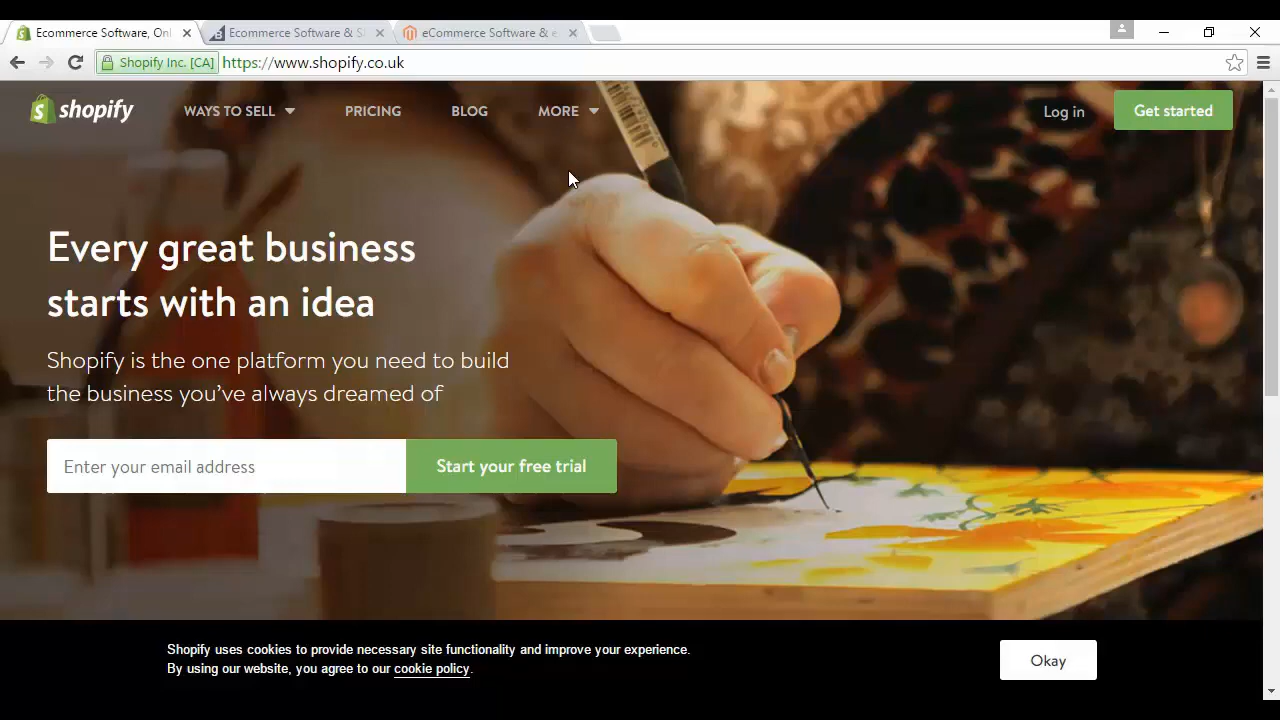 Ecommerce Software, Onl
Ecommerce Software & S
eCommerce Software & e
Shopify Inc. [CA]
https://www.shopify.co.uk
shopify
WAYS TO SELL
PRICING
BLOG
MORE
Log in
Get started
Every great business
starts with an idea
Shopify is the one platform you need to build
the business you've always dreamed of
Enter your email address
Start your free trial
Shopify uses cookies to provide necessary site functionality and improve your experience.
By using our website, you agree to our cookie policy.
Okay